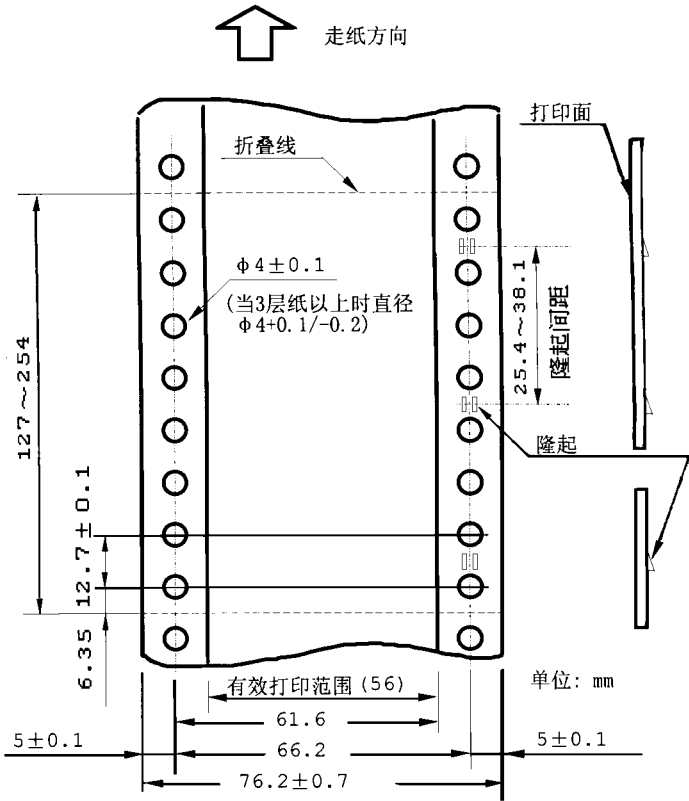 走纸方向
打印面
折叠线
φ4±0.1
(当3层纸以上时直径
φ4+0.1/-0.2)
25.4～38.1
隆起间距
127～254
隆起
12.7±0.1
6.35
有效打印范围(56)
单位: mm
61.6
5±0.1
66.2
5±0.1
76.2±0.7